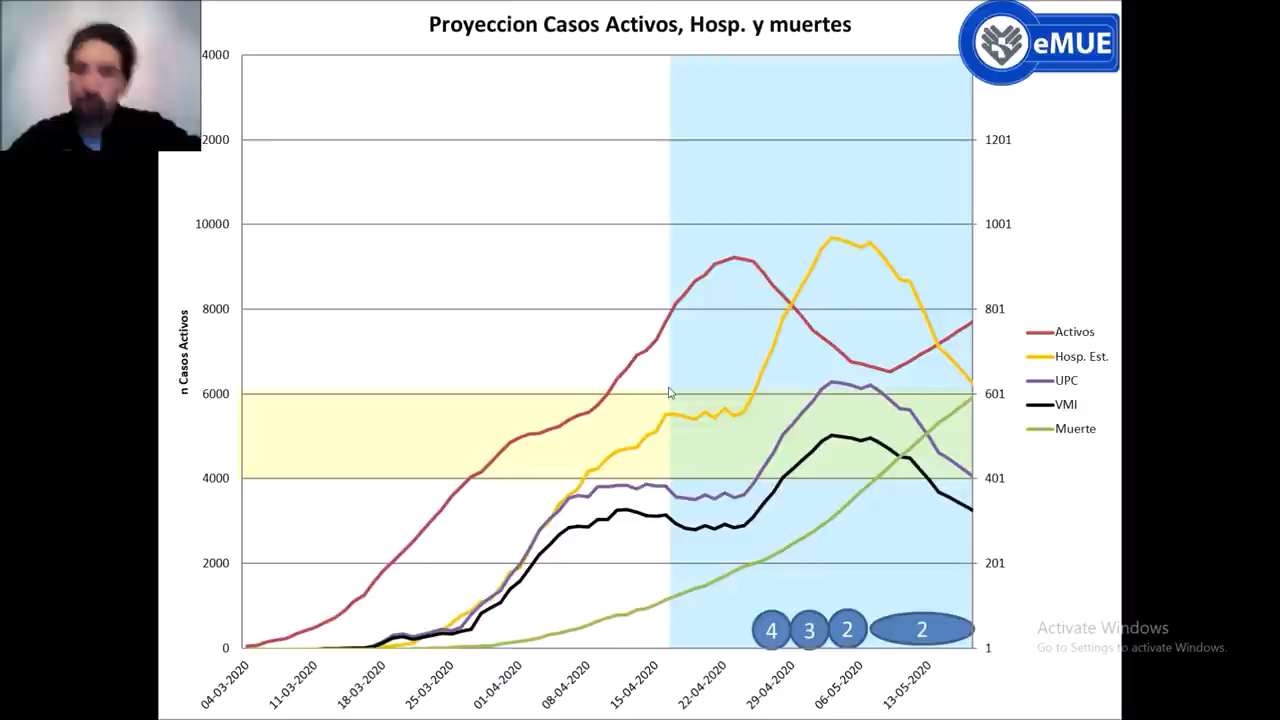 Proyeccion Casos Activos, Hosp. y muertes
eMUE
4000
2000
10000
8000
6000
4000
2000
0
n Casos Activos
1201
1001
801
601
401
201
1
Activos
Hosp. Est.
UPC
VMI
Muerte
4 3 2 2
04-03-2020
11-03-2020
18-03-2020
25-03-2020
01-04-2020
08-04-2020
15-04-2020
22-04-2020
29-04-2020
06-05-2020
13-05-2020
Activate Windows
Go to Settings to activate Windows.